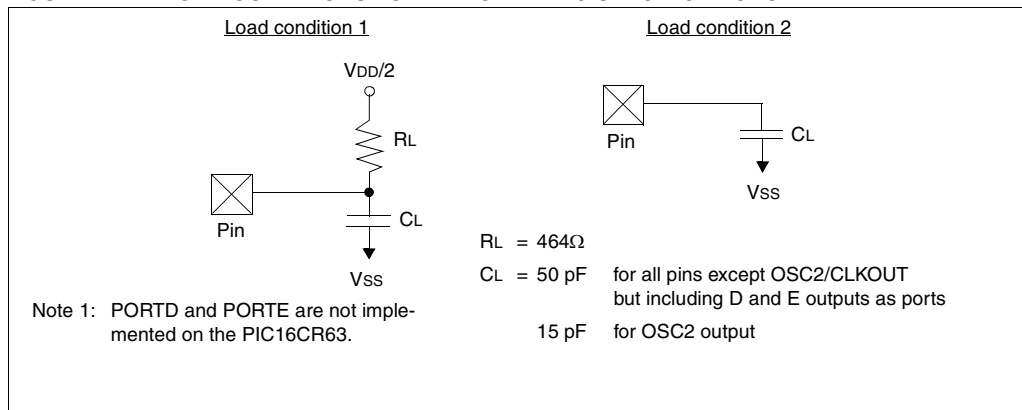 Load condition 1
VDD/2
RL
Pin
CL
VSS
Note 1: PORTD and PORTE are not imple-
mented on the PIC16CR63.
Load condition 2
Pin
CL
VSS
RL = 464Ω
CL = 50 pF for all pins except OSC2/CLKOUT
but including D and E outputs as ports
15 pF for OSC2 output